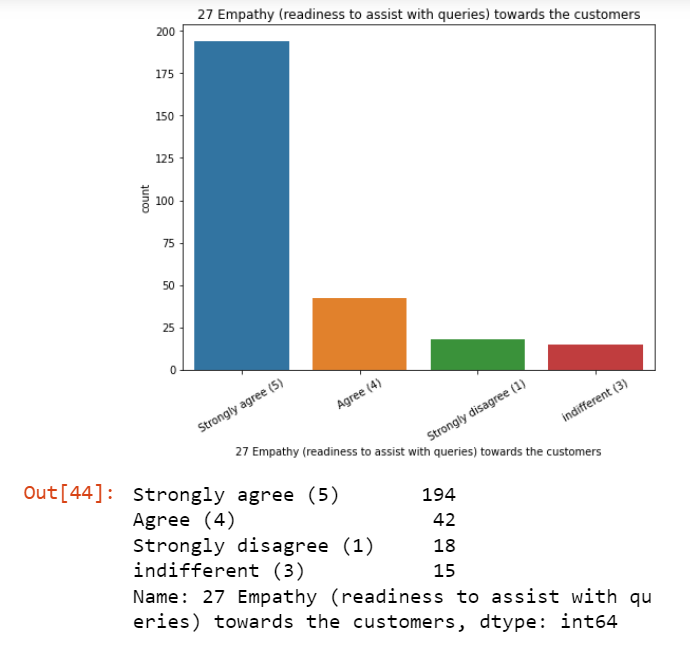 27 Empathy (readiness to assist with queries) towards the customers
200
175
150
125
100
75
50
25
0
count
Strongly agree (5)
Agree (4)
Strongly disagree (1)
indifferent (3)
27 Empathy (readiness to assist with queries) towards the customers
Out[44]: Strongly agree (5) 194
Agree (4) 42
Strongly disagree (1) 18
indifferent (3) 15
Name: 27 Empathy (readiness to assist with qu
eries) towards the customers, dtype: int64